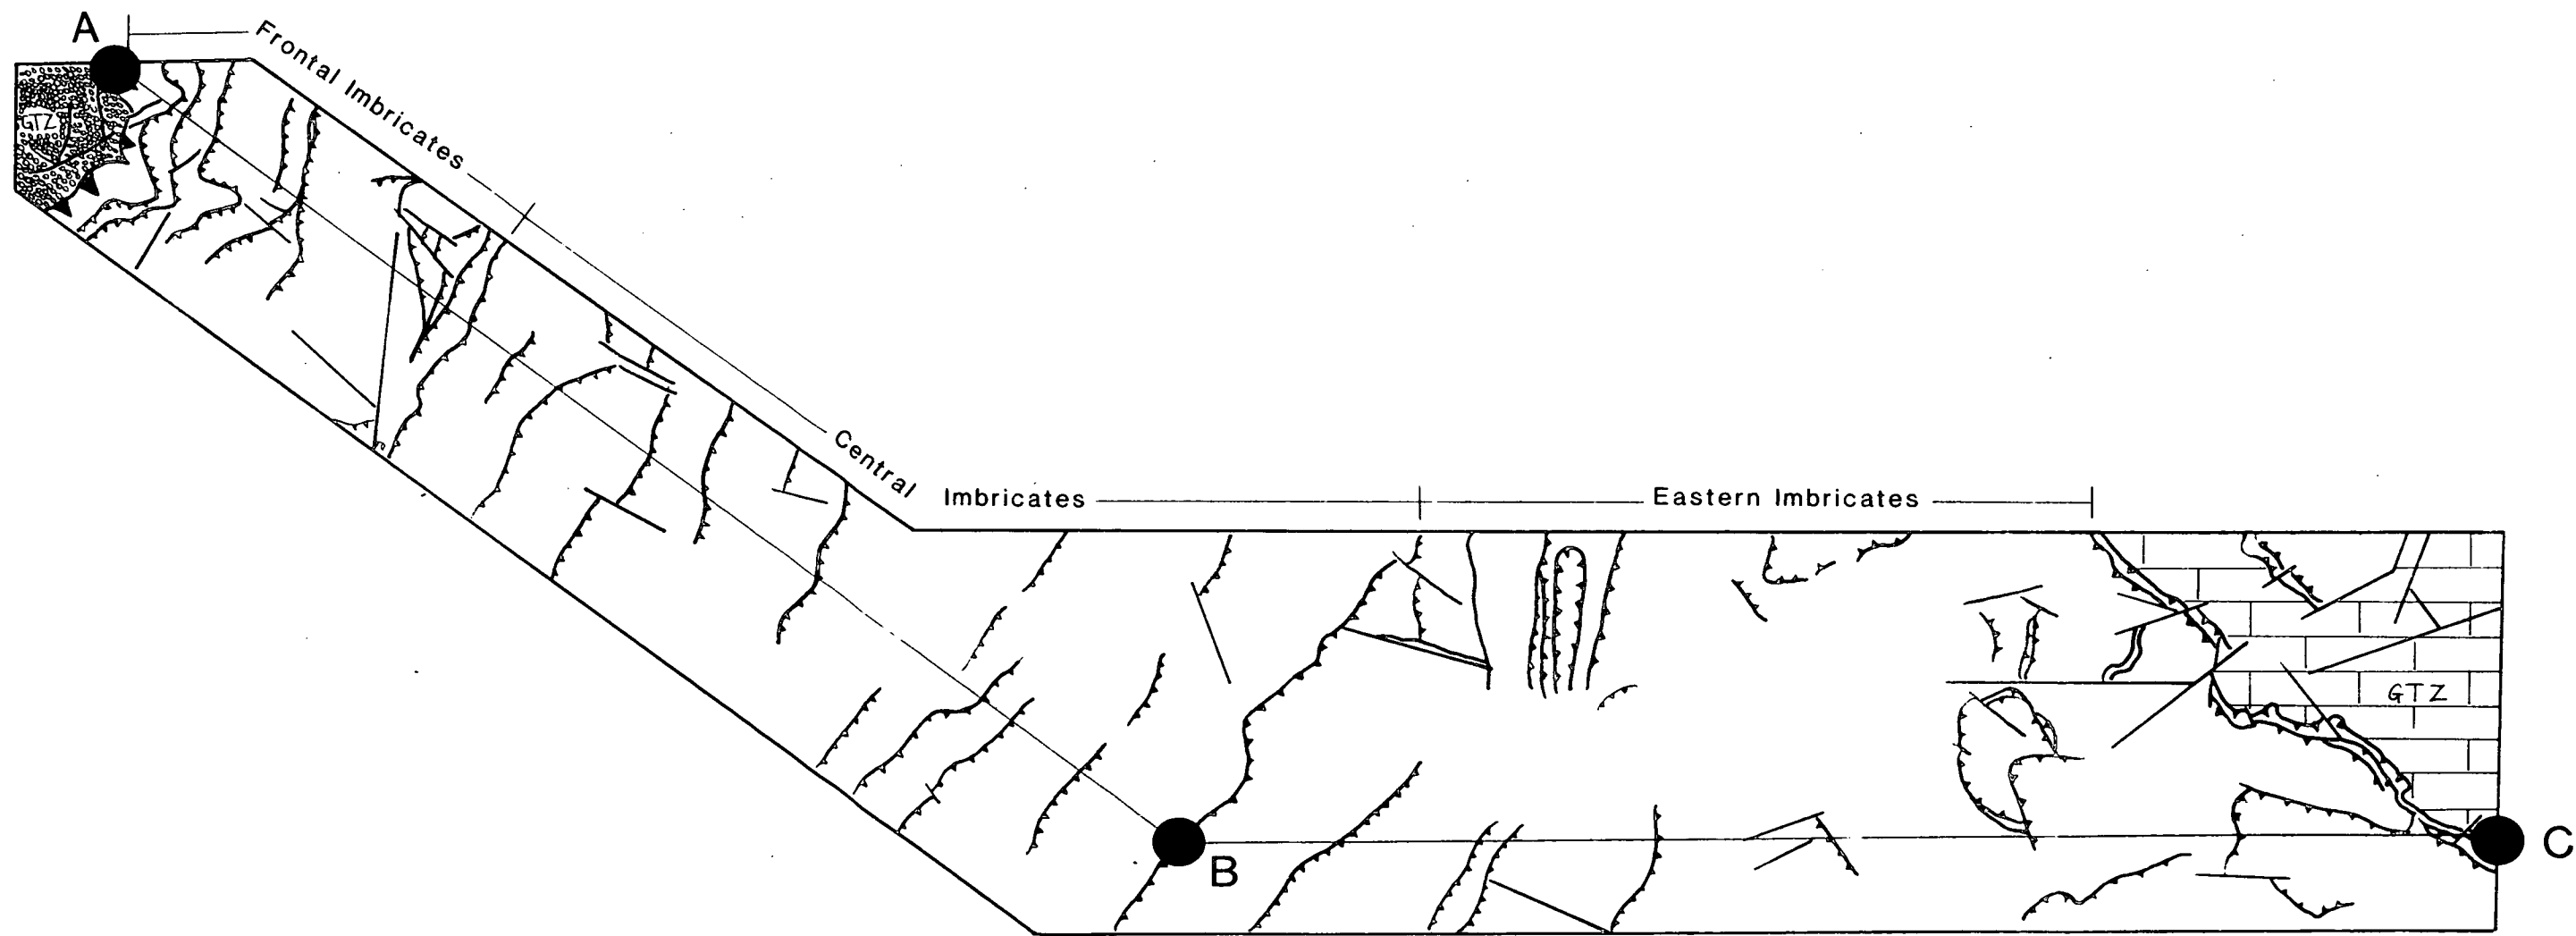 A
Frontal Imbricates
GTZ
Central
Imbricates
Eastern Imbricates
GTZ
B
C